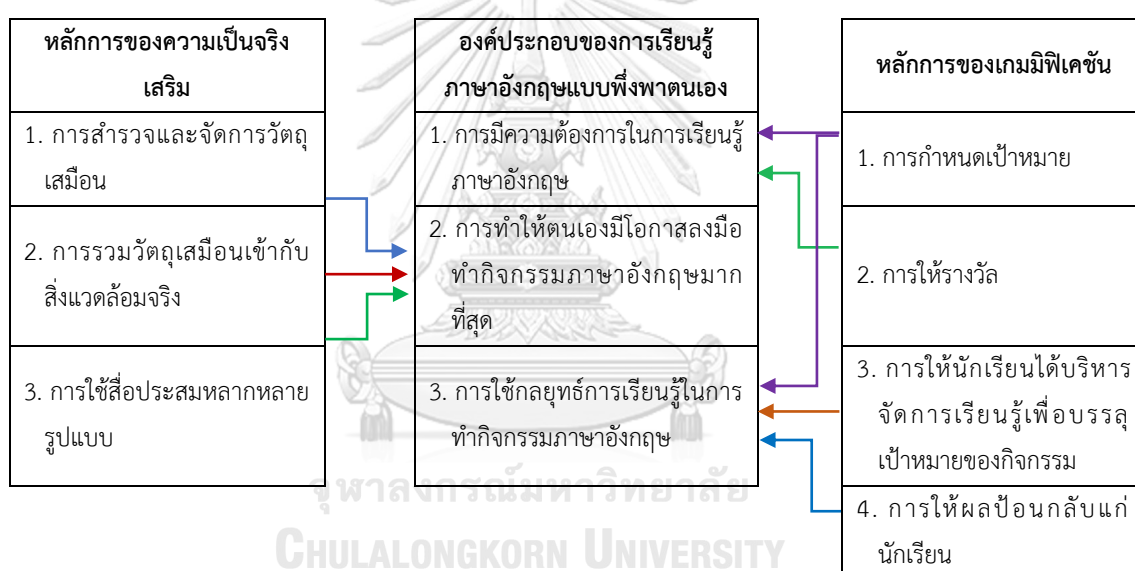 หลักการของความเป็นจริง
เสริม
1. การสำรวจและจัดการวัตถุ
เสมือน
2. การรวมวัตถุเสมือนเข้ากับ
สิ่งแวดล้อมจริง
3. การใช้สื่อประสมหลากหลาย
รูปแบบ
องค์ประกอบของการเรียนรู้
ภาษาอังกฤษแบบพึ่งพาตนเอง
1. การมีความต้องการในการเรียนรู้
ภาษาอังกฤษ
2. การทำให้ตนเองมีโอกาสลงมือ
ทำกิจกรรมภาษาอังกฤษมาก
ที่สุด
3. การใช้กลยุทธ์การเรียนรู้ในการ
ทำกิจกรรมภาษาอังกฤษ
หลักการของเกมมิฟิเคชัน
1. การกำหนดเป้าหมาย
2. การให้รางวัล
3. การให้นักเรียนได้บริหาร
จัดการเรียนรู้เพื่อบรรลุ
เป้าหมายของกิจกรรม
4. การให้ผลป้อนกลับแก่
นักเรียน
จุฬาลงกรณ์มหาวิทยาลัย
CHULALONGKORN UNIVERSITY